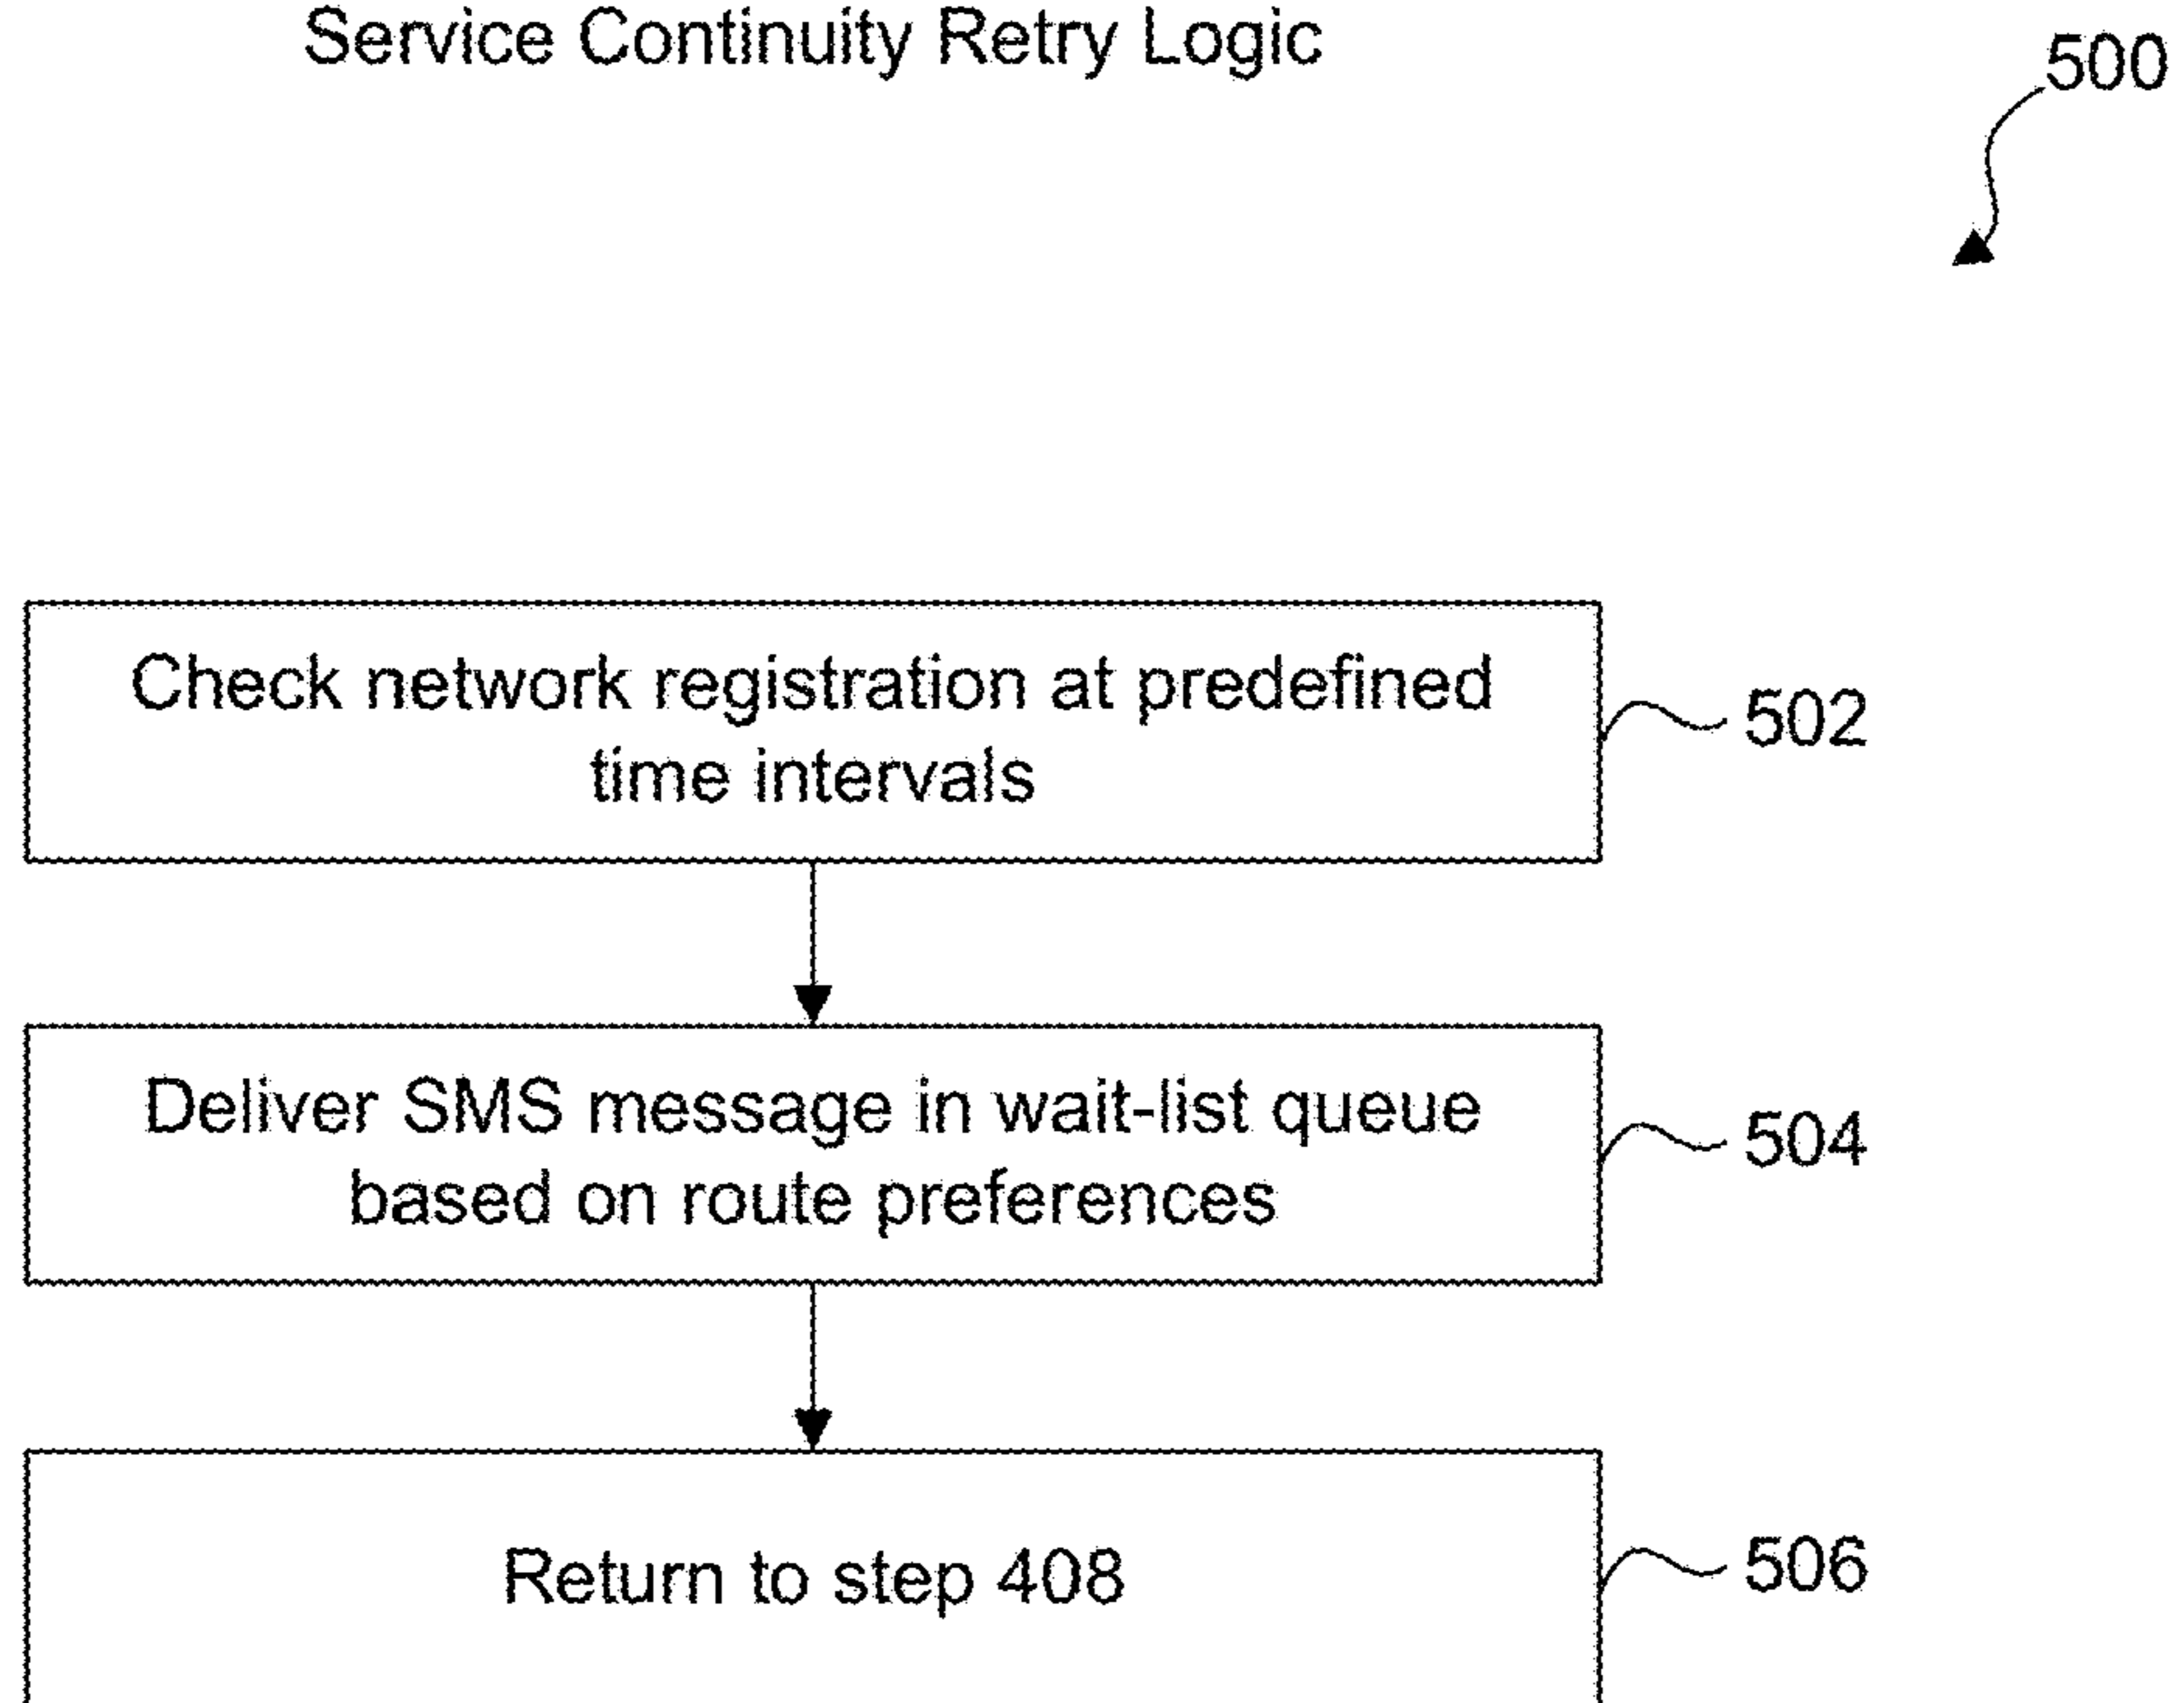 Service Continuity Retry Logic
500
Check network registration at predefined
time intervals
502
Deliver SMS message in wait-list queue
based on route preferences
504
Return to step 408
506